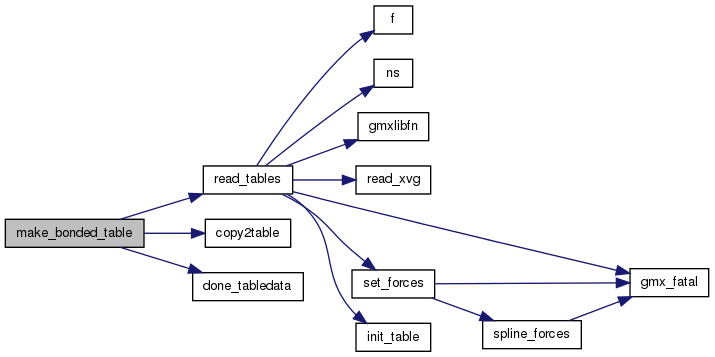 f
ns
gmxlibfn
read_tables
read_xvg
make_bonded_table
copy2table
done_tabledata
set_forces
gmx_fatal
init_table
spline_forces